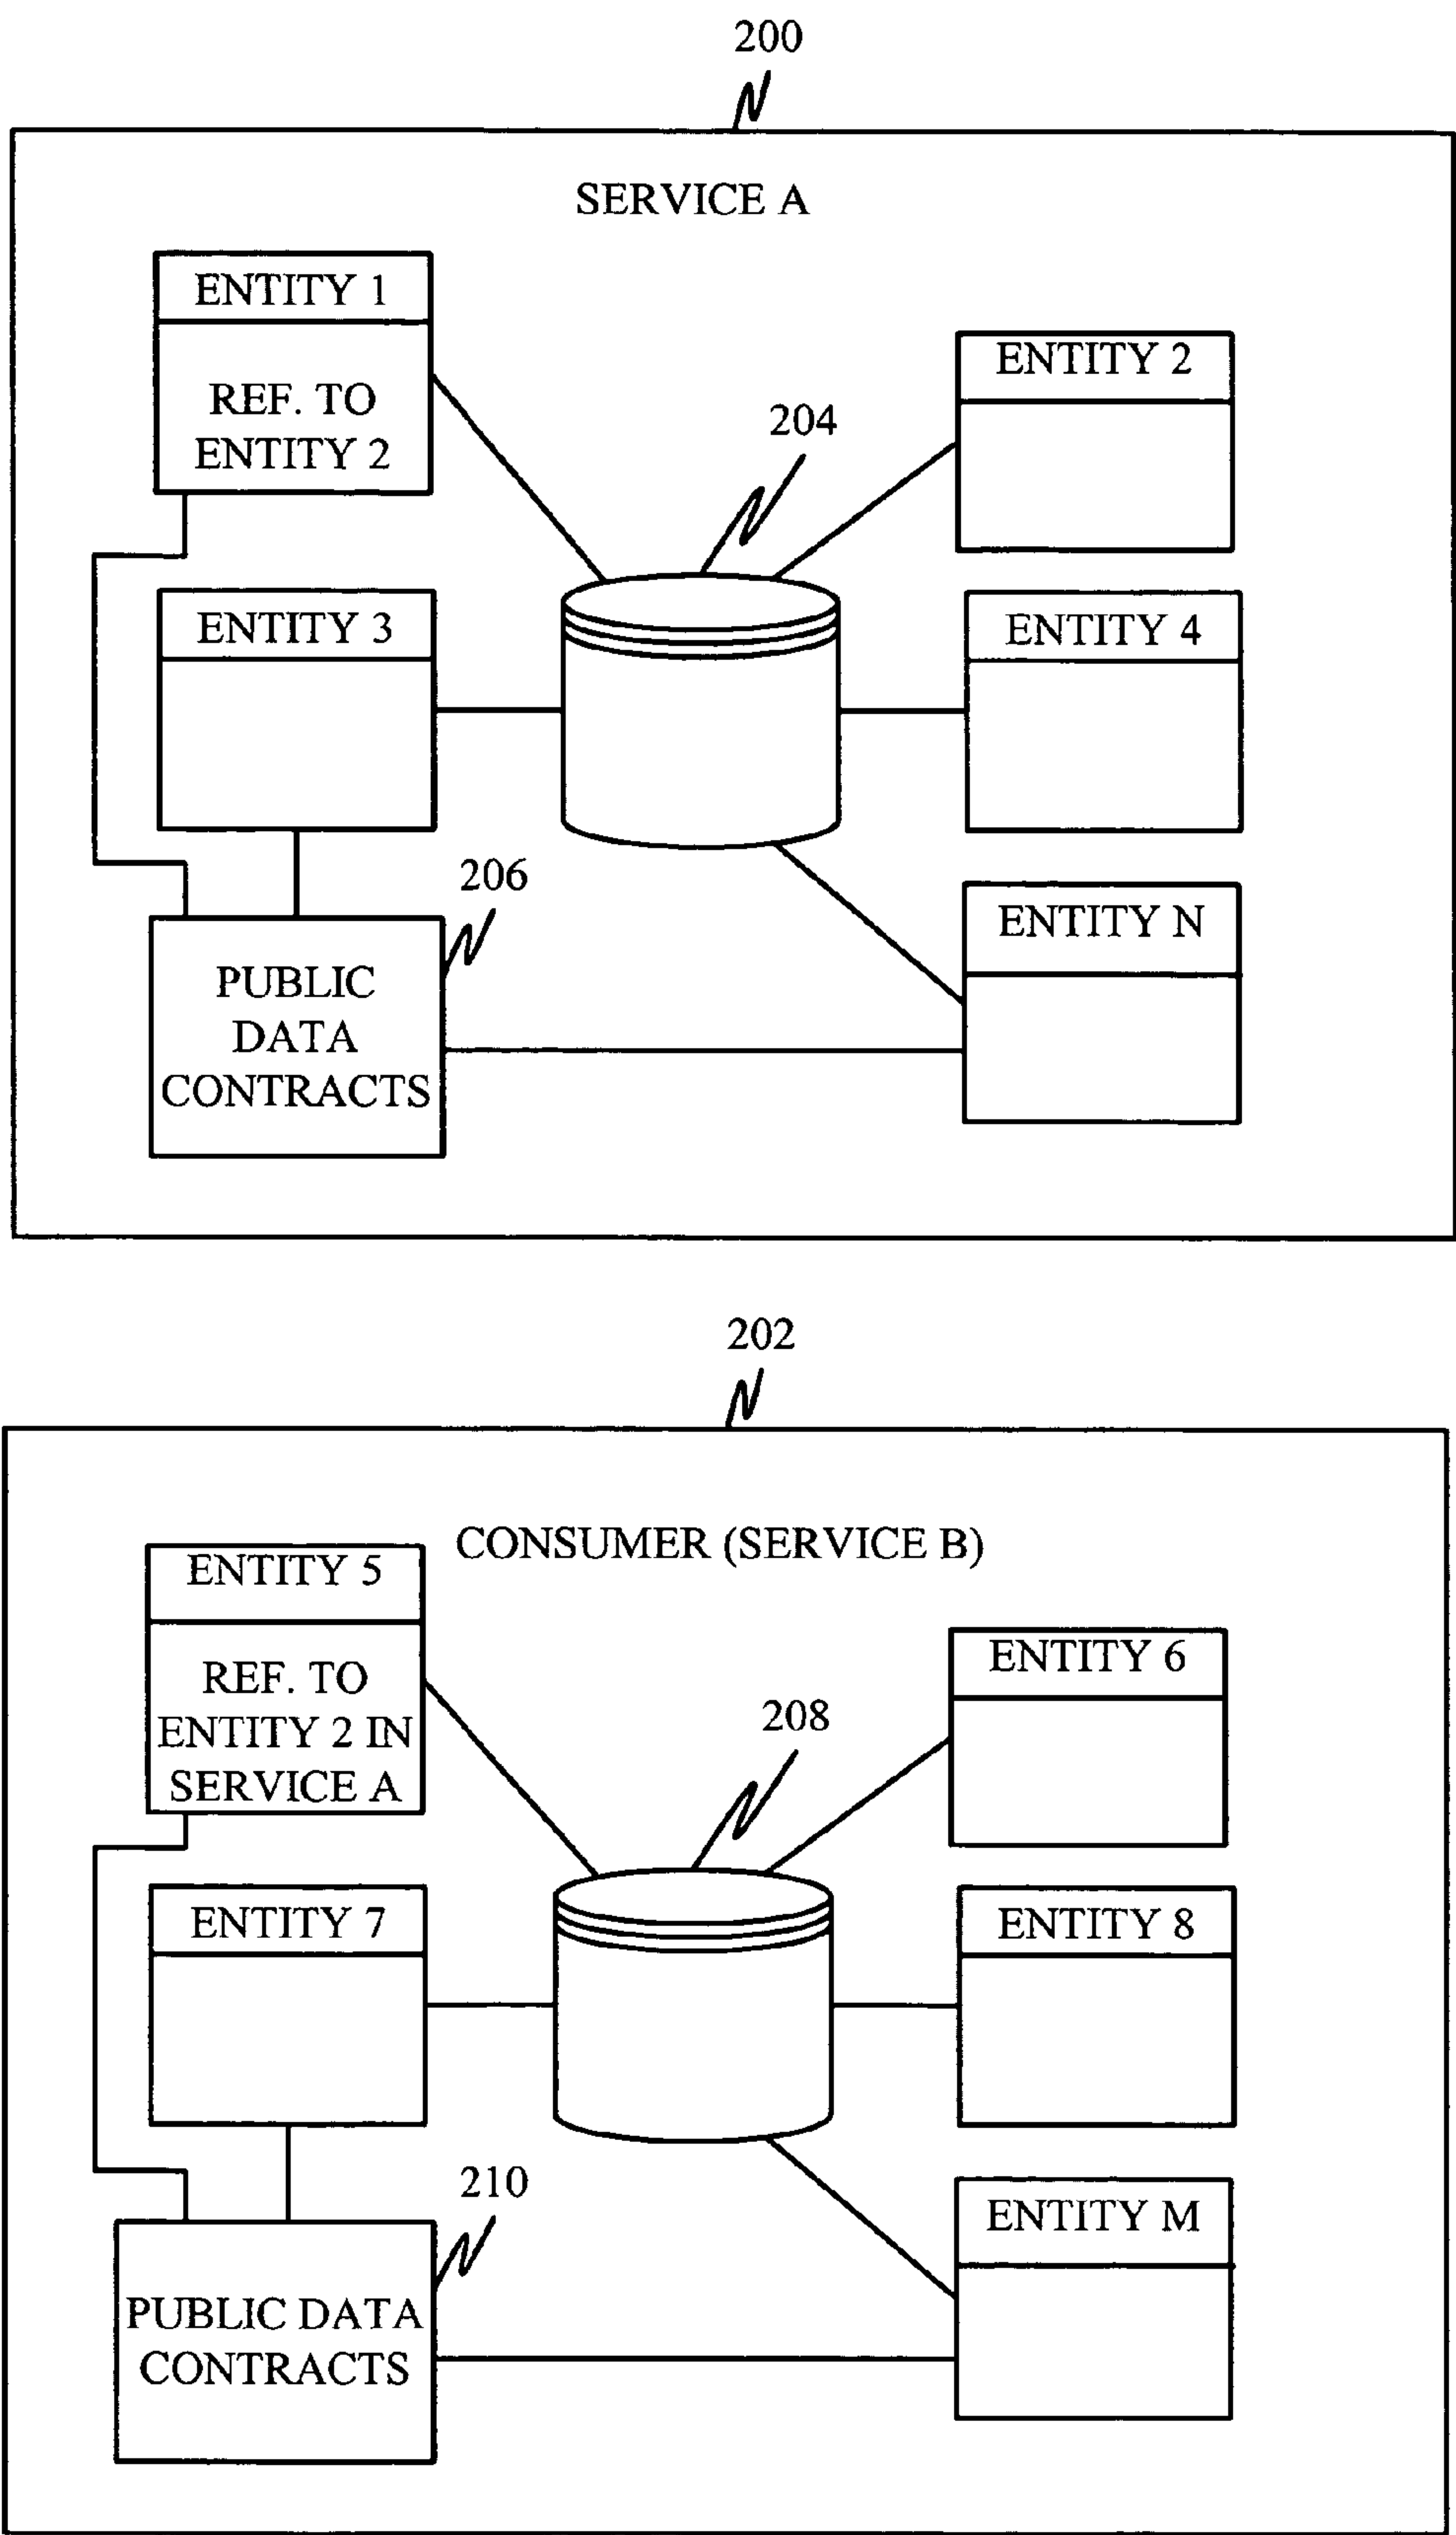 200
SERVICE A
ENTITY 1
REF. TO
ENTITY 2
ENTITY 2
204
ENTITY 3
ENTITY 4
206
ENTITY N
PUBLIC
DATA
CONTRACTS
202
CONSUMER (SERVICE B)
ENTITY 5
REF. TO
ENTITY 2 IN
SERVICE A
ENTITY 6
208
ENTITY 7
ENTITY 8
210
ENTITY M
PUBLIC DATA
CONTRACTS